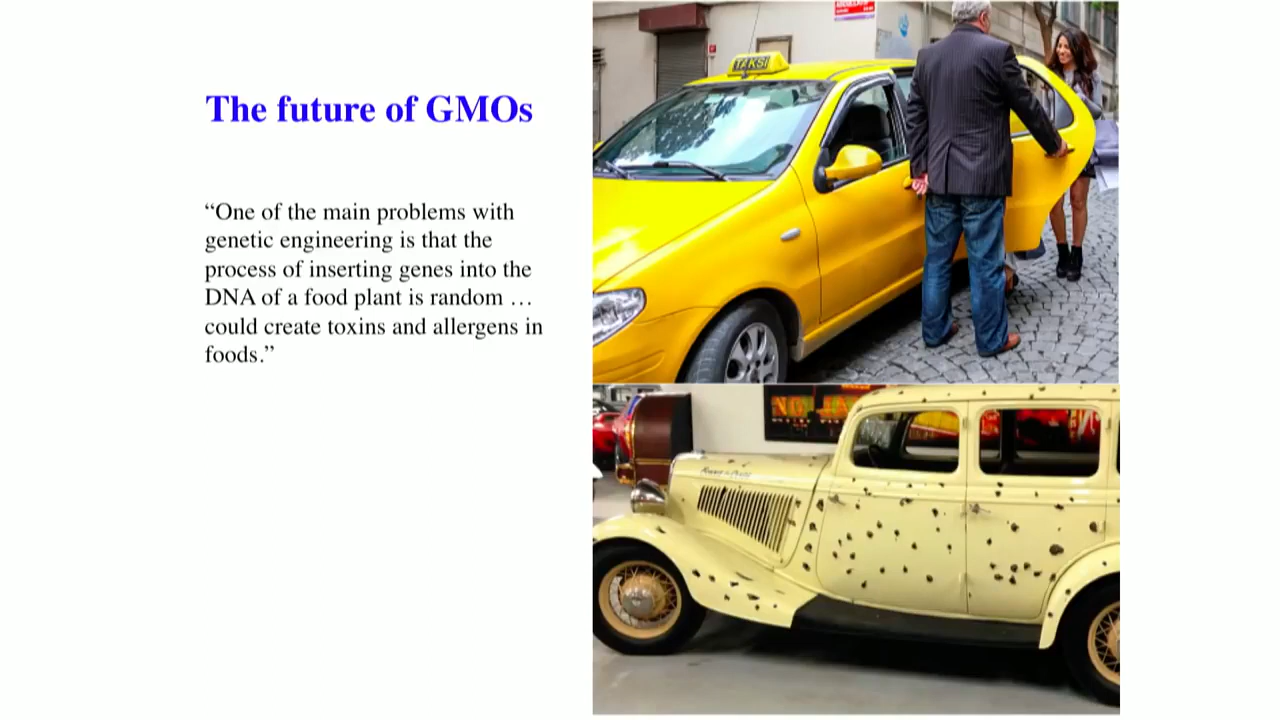 The future of GMOs
“One of the main problems with
genetic engineering is that the
process of inserting genes into the
DNA of a food plant is random …
could create toxins and allergens in
foods.”
TAKSİ